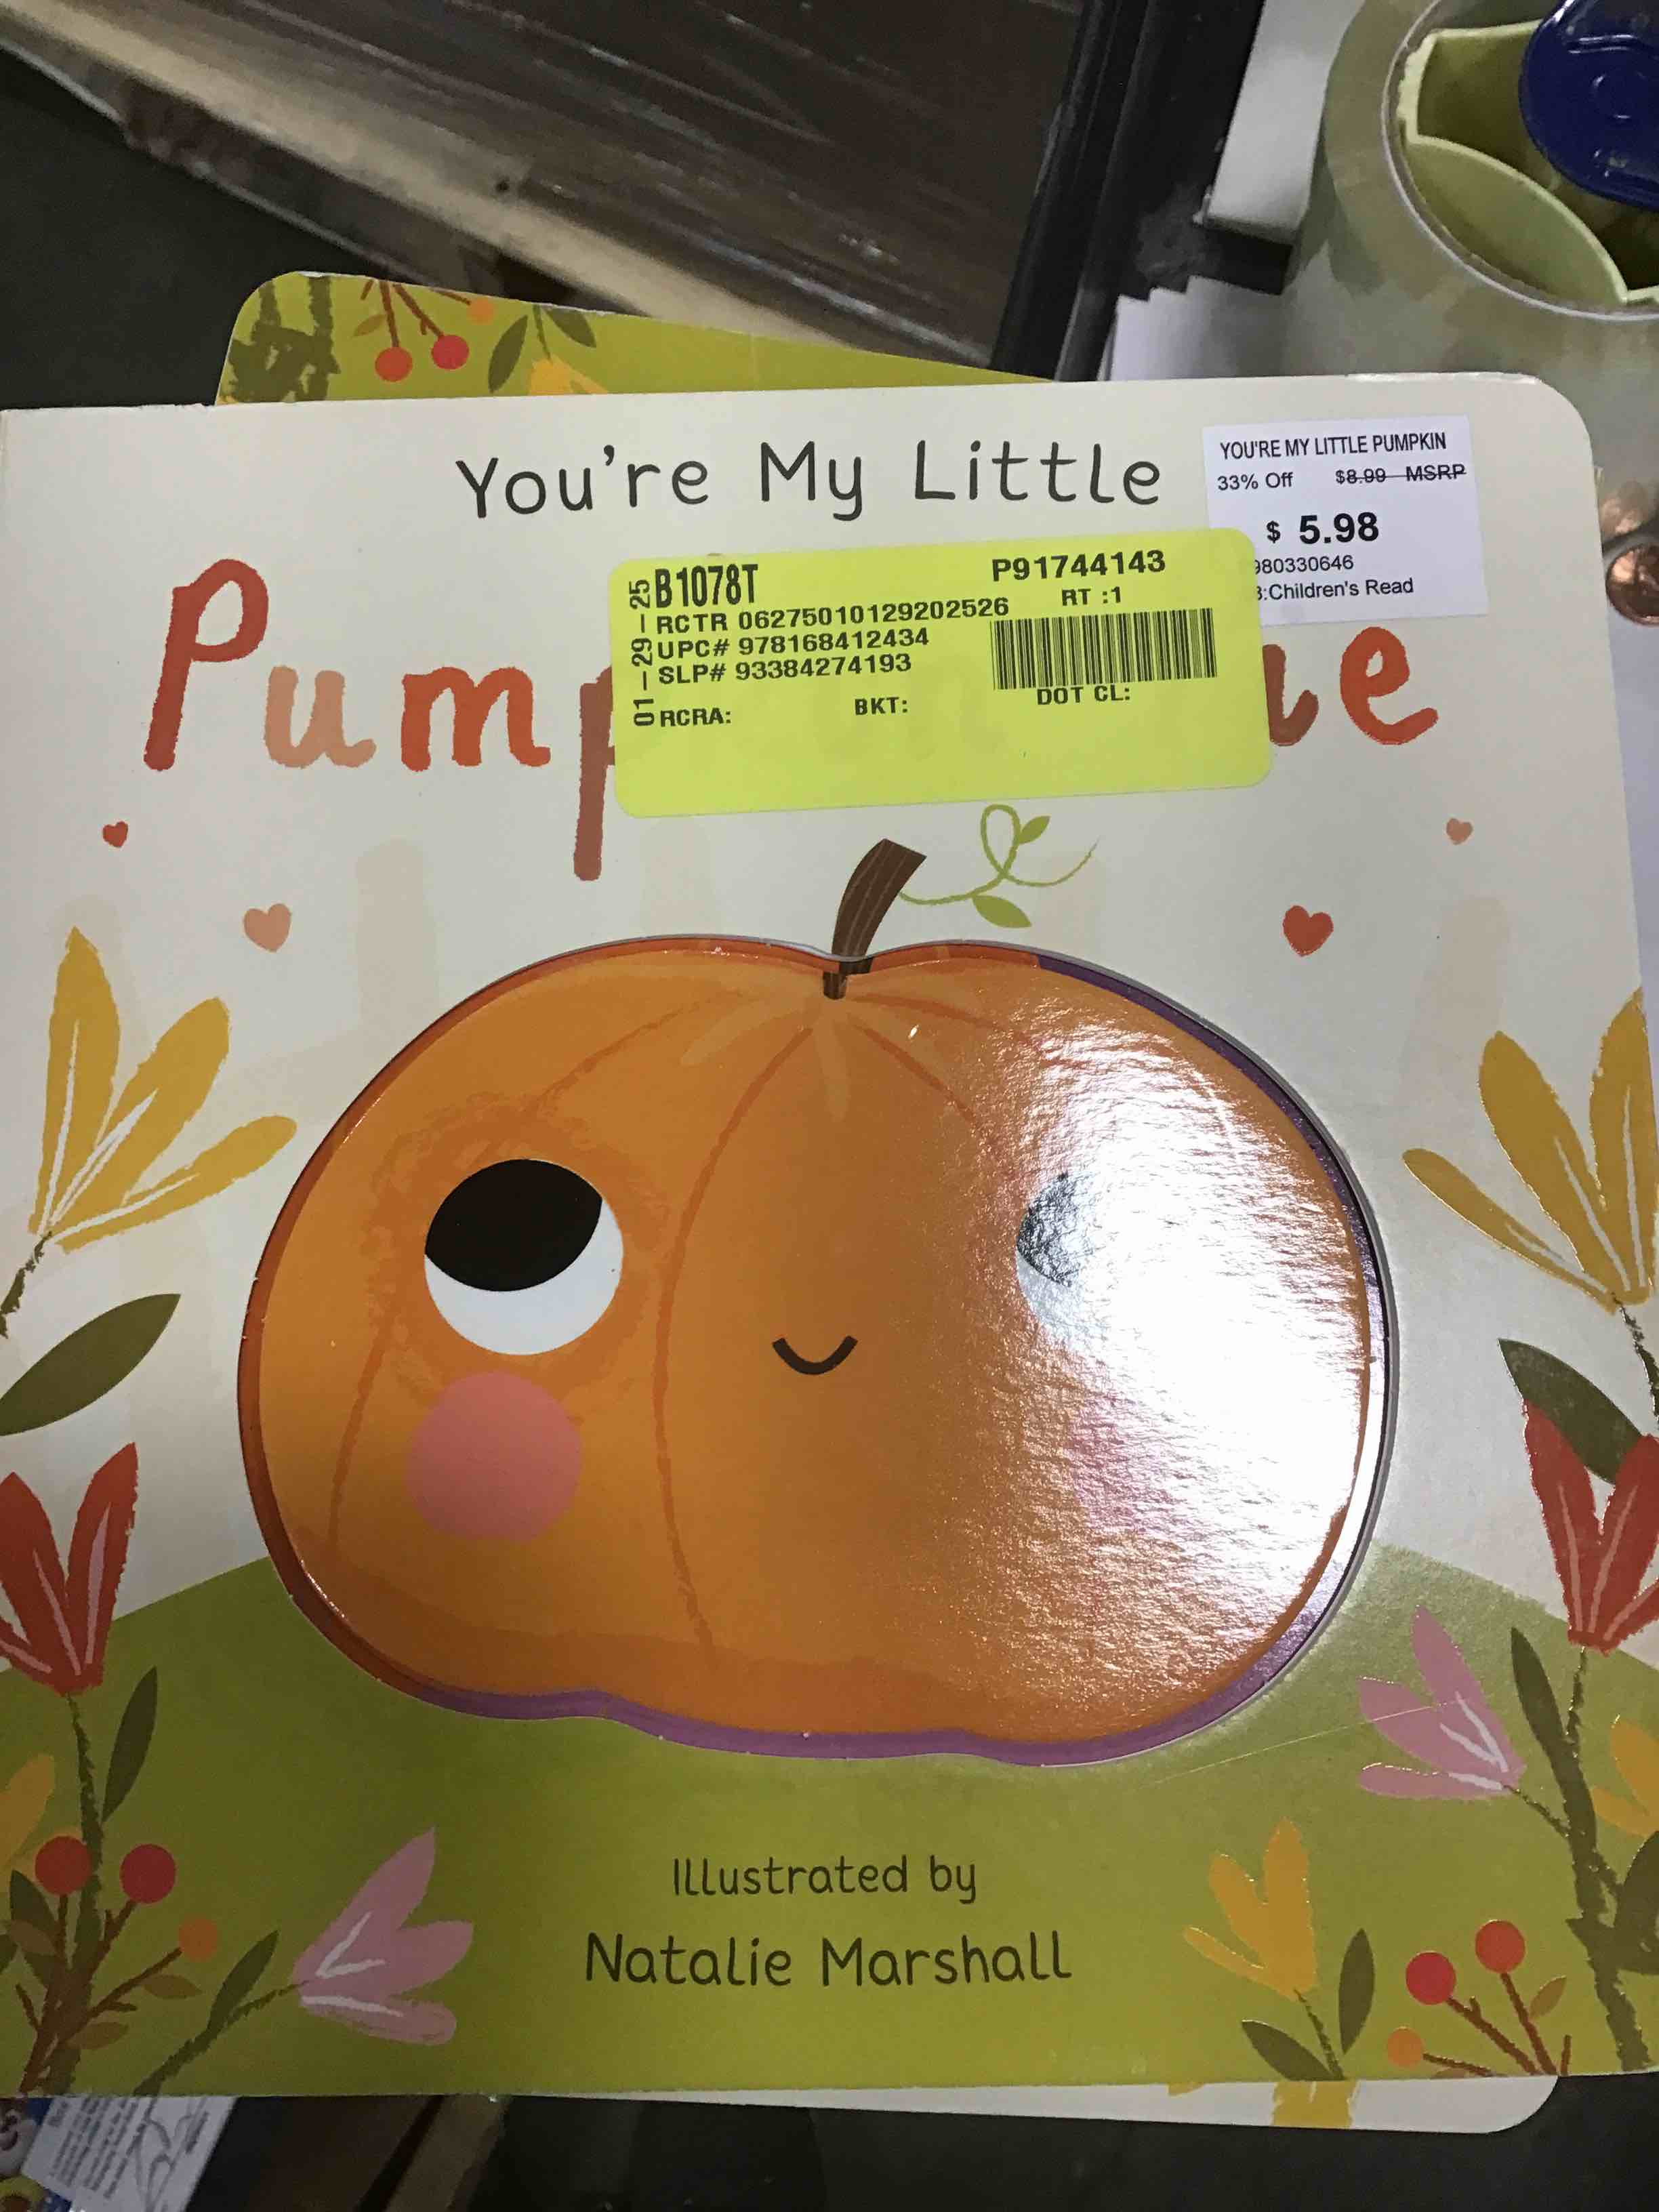 You're My Little
YOU'RE MY LITTLE PUMPKIN
33% Off $8.99 MSRP
$ 5.98
980330646
:Children's Read
B1078T P91744143
RCTR 06275010129202526 RT :1
UPC# 978168412434
SLP# 93384274193
RCRA: BKT: DOT CL:
01-29-25
Pump ie
Illustrated by
Natalie Marshall